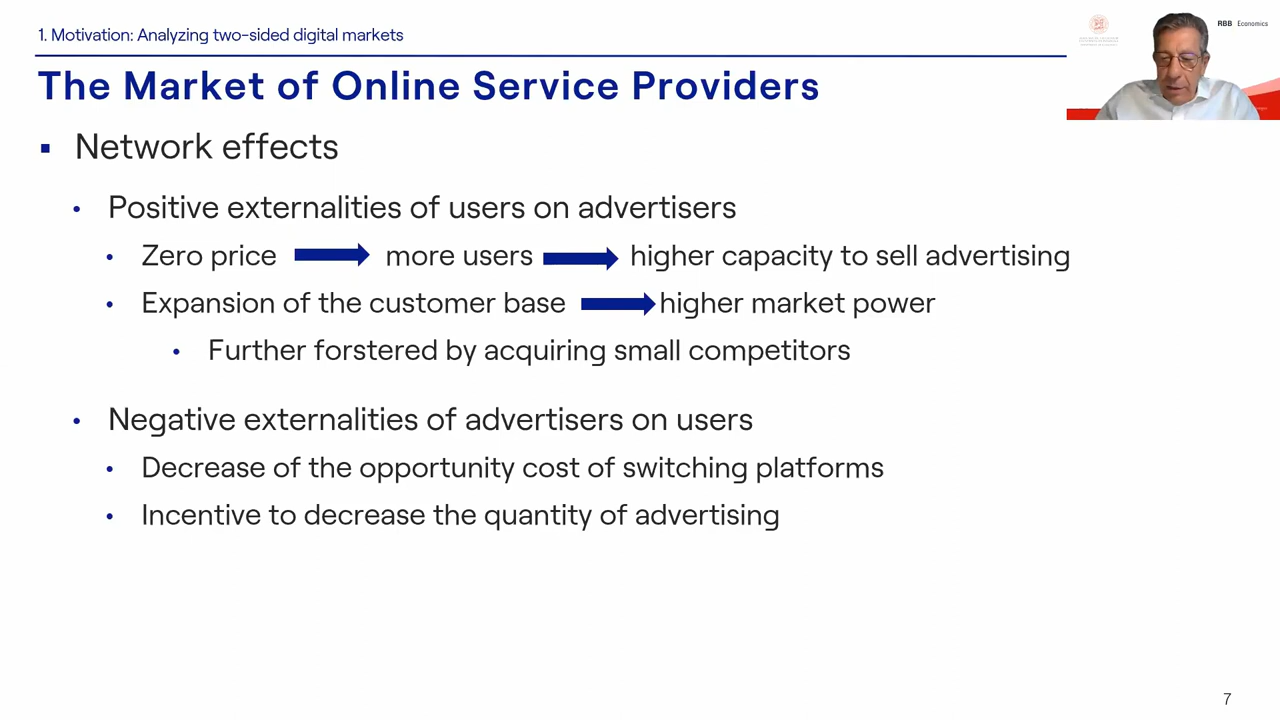 1. Motivation: Analyzing two-sided digital markets
RBB Economics
The Market of Online Service Providers
Network effects
Positive externalities of users on advertisers
Zero price more users higher capacity to sell advertising
Expansion of the customer base higher market power
Further forstered by acquiring small competitors
Negative externalities of advertisers on users
Decrease of the opportunity cost of switching platforms
Incentive to decrease the quantity of advertising
7